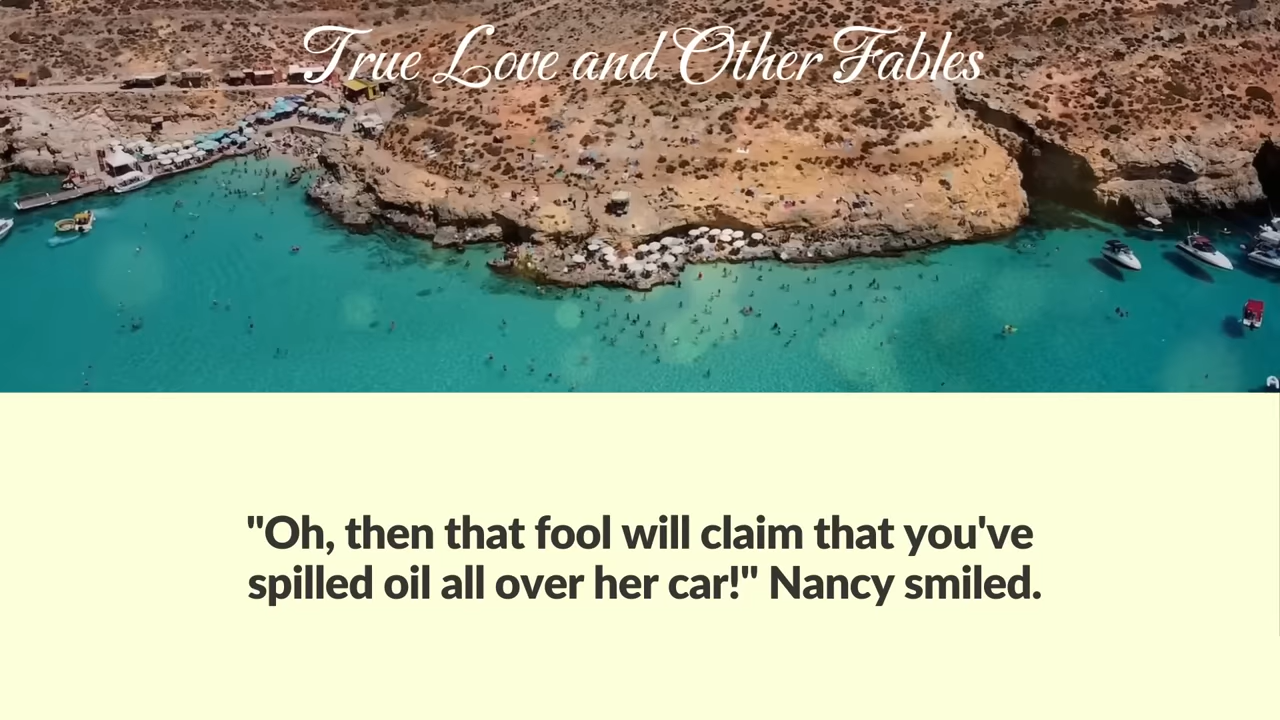 True Love and Other Fables
"Oh, then that fool will claim that you've
spilled oil all over her car!" Nancy smiled.